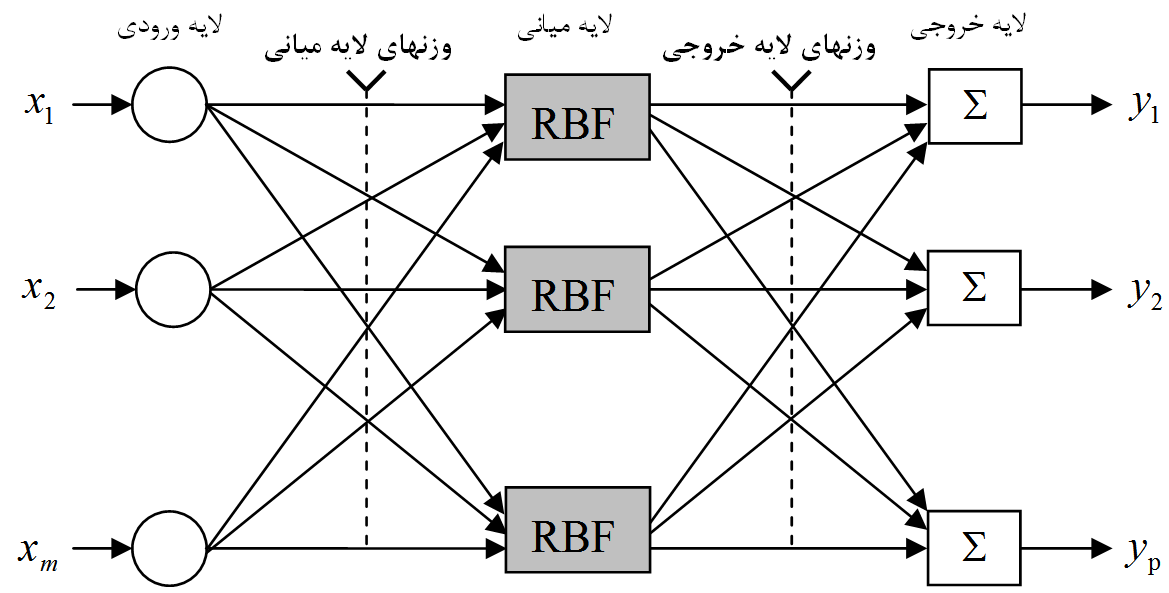 لایه ورودی
وزنهای لایه میانی
لایه میانی
وزنهای لایه خروجی
لایه خروجی
x1 RBF Σ y1
x2 RBF Σ y2
xm RBF Σ yp